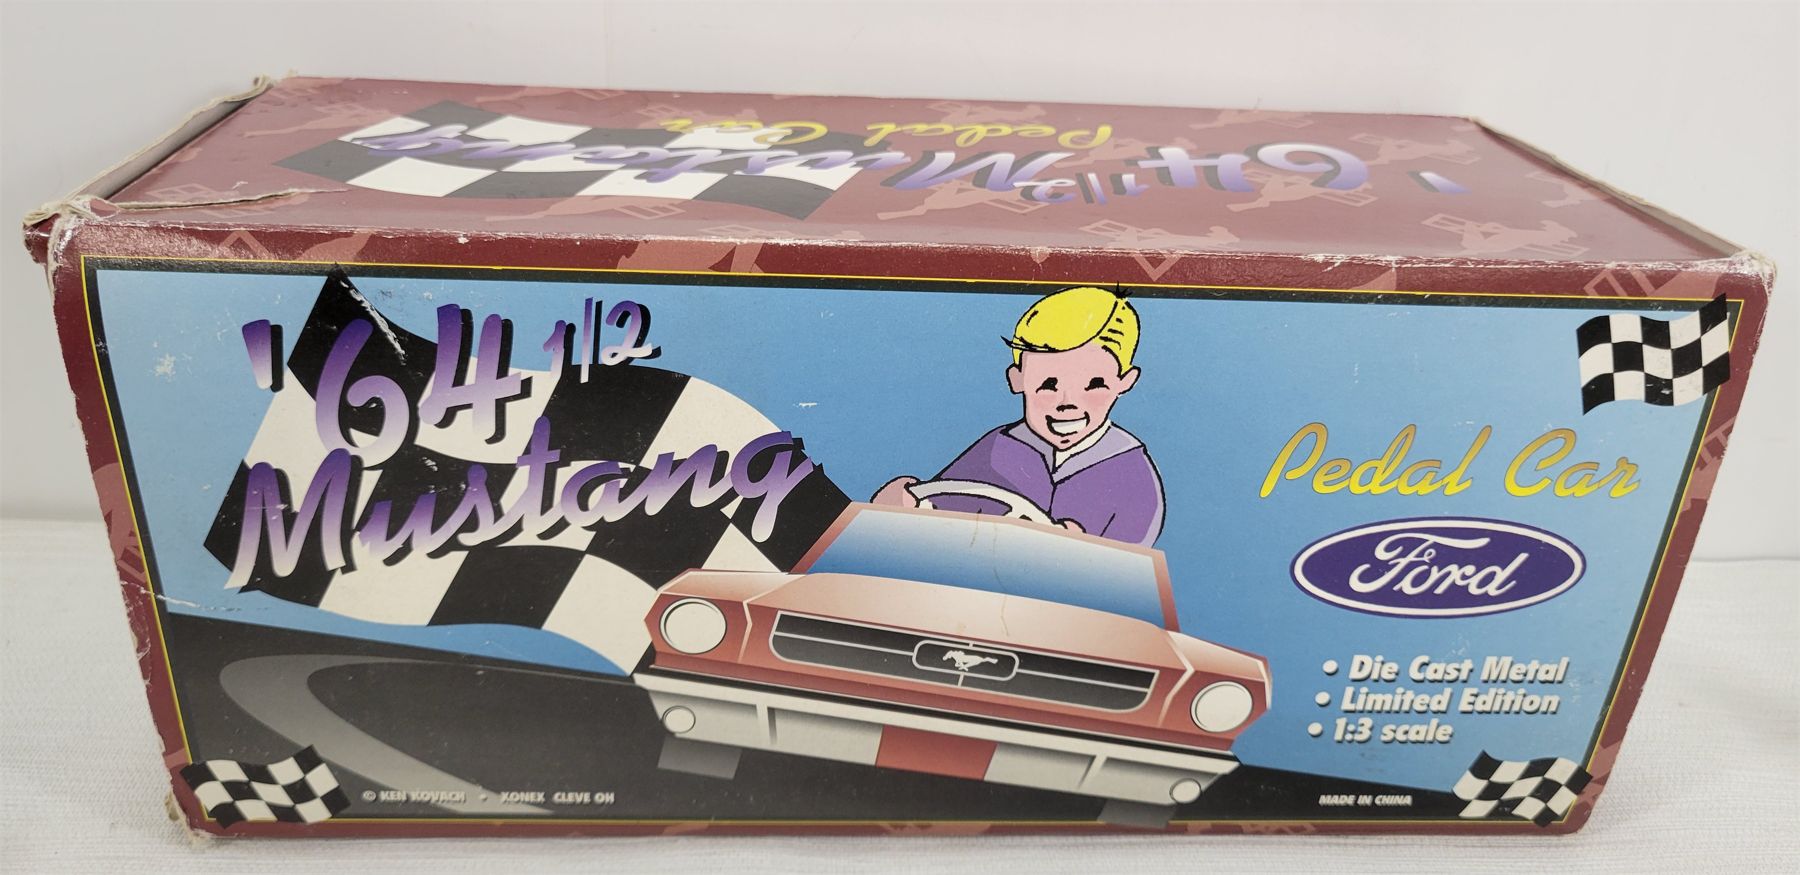 '64 1/2 Mustang
Pedal Car
'64 1/2
Mustang
Pedal Car
Ford
• Die Cast Metal
• Limited Edition
• 1:3 scale
© KEN KOVACH • XONEX CLEVE OH
MADE IN CHINA